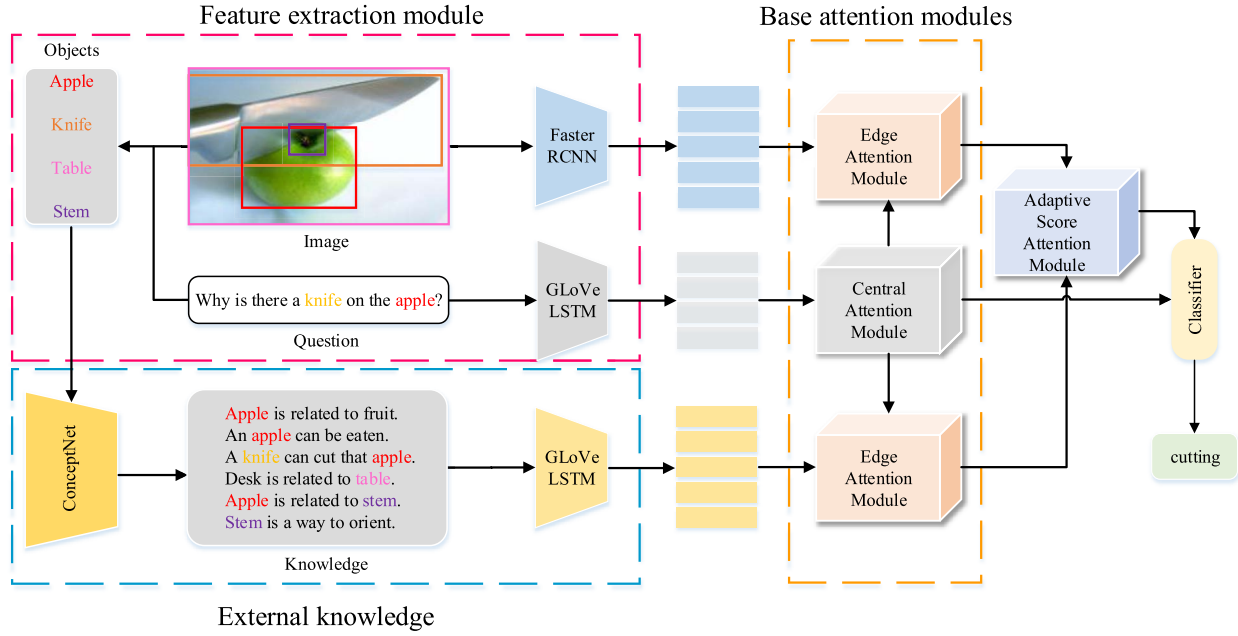 Feature extraction module
Base attention modules
Objects
Apple
Knife
Table
Stem
Image
Faster
RCNN
Edge
Attention
Module
Adaptive
Score
Attention
Module
Why is there a knife on the apple?
Question
GLoVe
LSTM
Central
Attention
Module
Classifier
ConceptNet
Apple is related to fruit.
An apple can be eaten.
A knife can cut that apple.
Desk is related to table.
Apple is related to stem.
Stem is a way to orient.
Knowledge
GLoVe
LSTM
Edge
Attention
Module
cutting
External knowledge